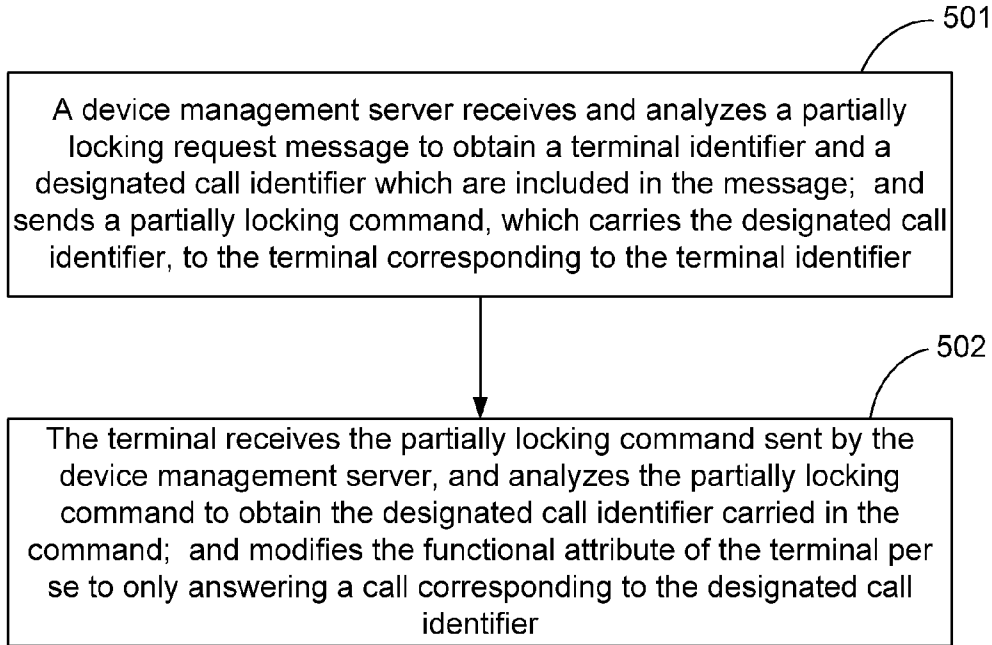 501
A device management server receives and analyzes a partially
locking request message to obtain a terminal identifier and a
designated call identifier which are included in the message; and
sends a partially locking command, which carries the designated call
identifier, to the terminal corresponding to the terminal identifier
502
The terminal receives the partially locking command sent by the
device management server, and analyzes the partially locking
command to obtain the designated call identifier carried in the
command; and modifies the functional attribute of the terminal per
se to only answering a call corresponding to the designated call
identifier